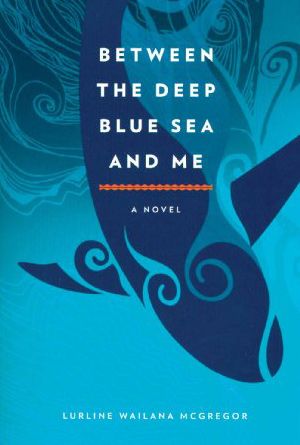 BETWEEN
THE DEEP
BLUE SEA
AND ME
A NOVEL
LURLINE WAILANA MCGREGOR